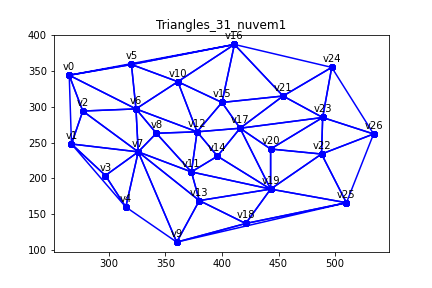 Triangles_31_nuvem1
400
350
300
250
200
150
100
300
350
400
450
500
v16
v5
v24
v0
v10
v21
v15
v2
v6
v23
v17
v12
v8
v26
v1
v7
v14
v20
v22
v3
v11
v19
v4
v13
v25
v18
v9